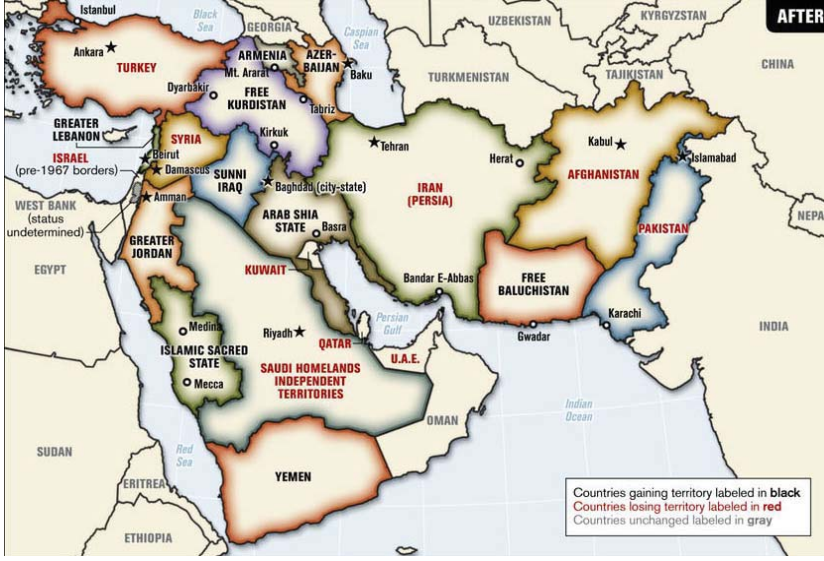 AFTER
Istanbul
Black
Sea
GEORGIA
Caspian
Sea
UZBEKISTAN
KYRGYZSTAN
Ankara
TURKEY
ARMENIA
Mt. Ararat
AZER-
BAIJAN
Baku
TURKMENISTAN
TAJIKISTAN
CHINA
Dyarbakir
FREE
KURDISTAN
Tabriz
GREATER
LEBANON
SYRIA
Kirkuk
Tehran
Herat
Kabul
Islamabad
ISRAEL
(pre-1967 borders)
Beirut
Damascus
SUNNI
IRAQ
Baghdad (city-state)
IRAN
(PERSIA)
AFGHANISTAN
WEST BANK
(status
undetermined)
Amman
ARAB SHIA
STATE
Basra
PAKISTAN
NEPA
GREATER
JORDAN
EGYPT
KUWAIT
Bandar E-Abbas
FREE
BALUCHISTAN
Karachi
Gwadar
INDIA
Medina
ISLAMIC SACRED
STATE
Mecca
Riyadh
Persian
Gulf
QATAR
U.A.E.
SAUDI HOMELANDS
INDEPENDENT
TERRITORIES
OMAN
Indian
Ocean
SUDAN
Red
Sea
YEMEN
ERITREA
ETHIOPIA
Countries gaining territory labeled in black
Countries losing territory labeled in red
Countries unchanged labeled in gray